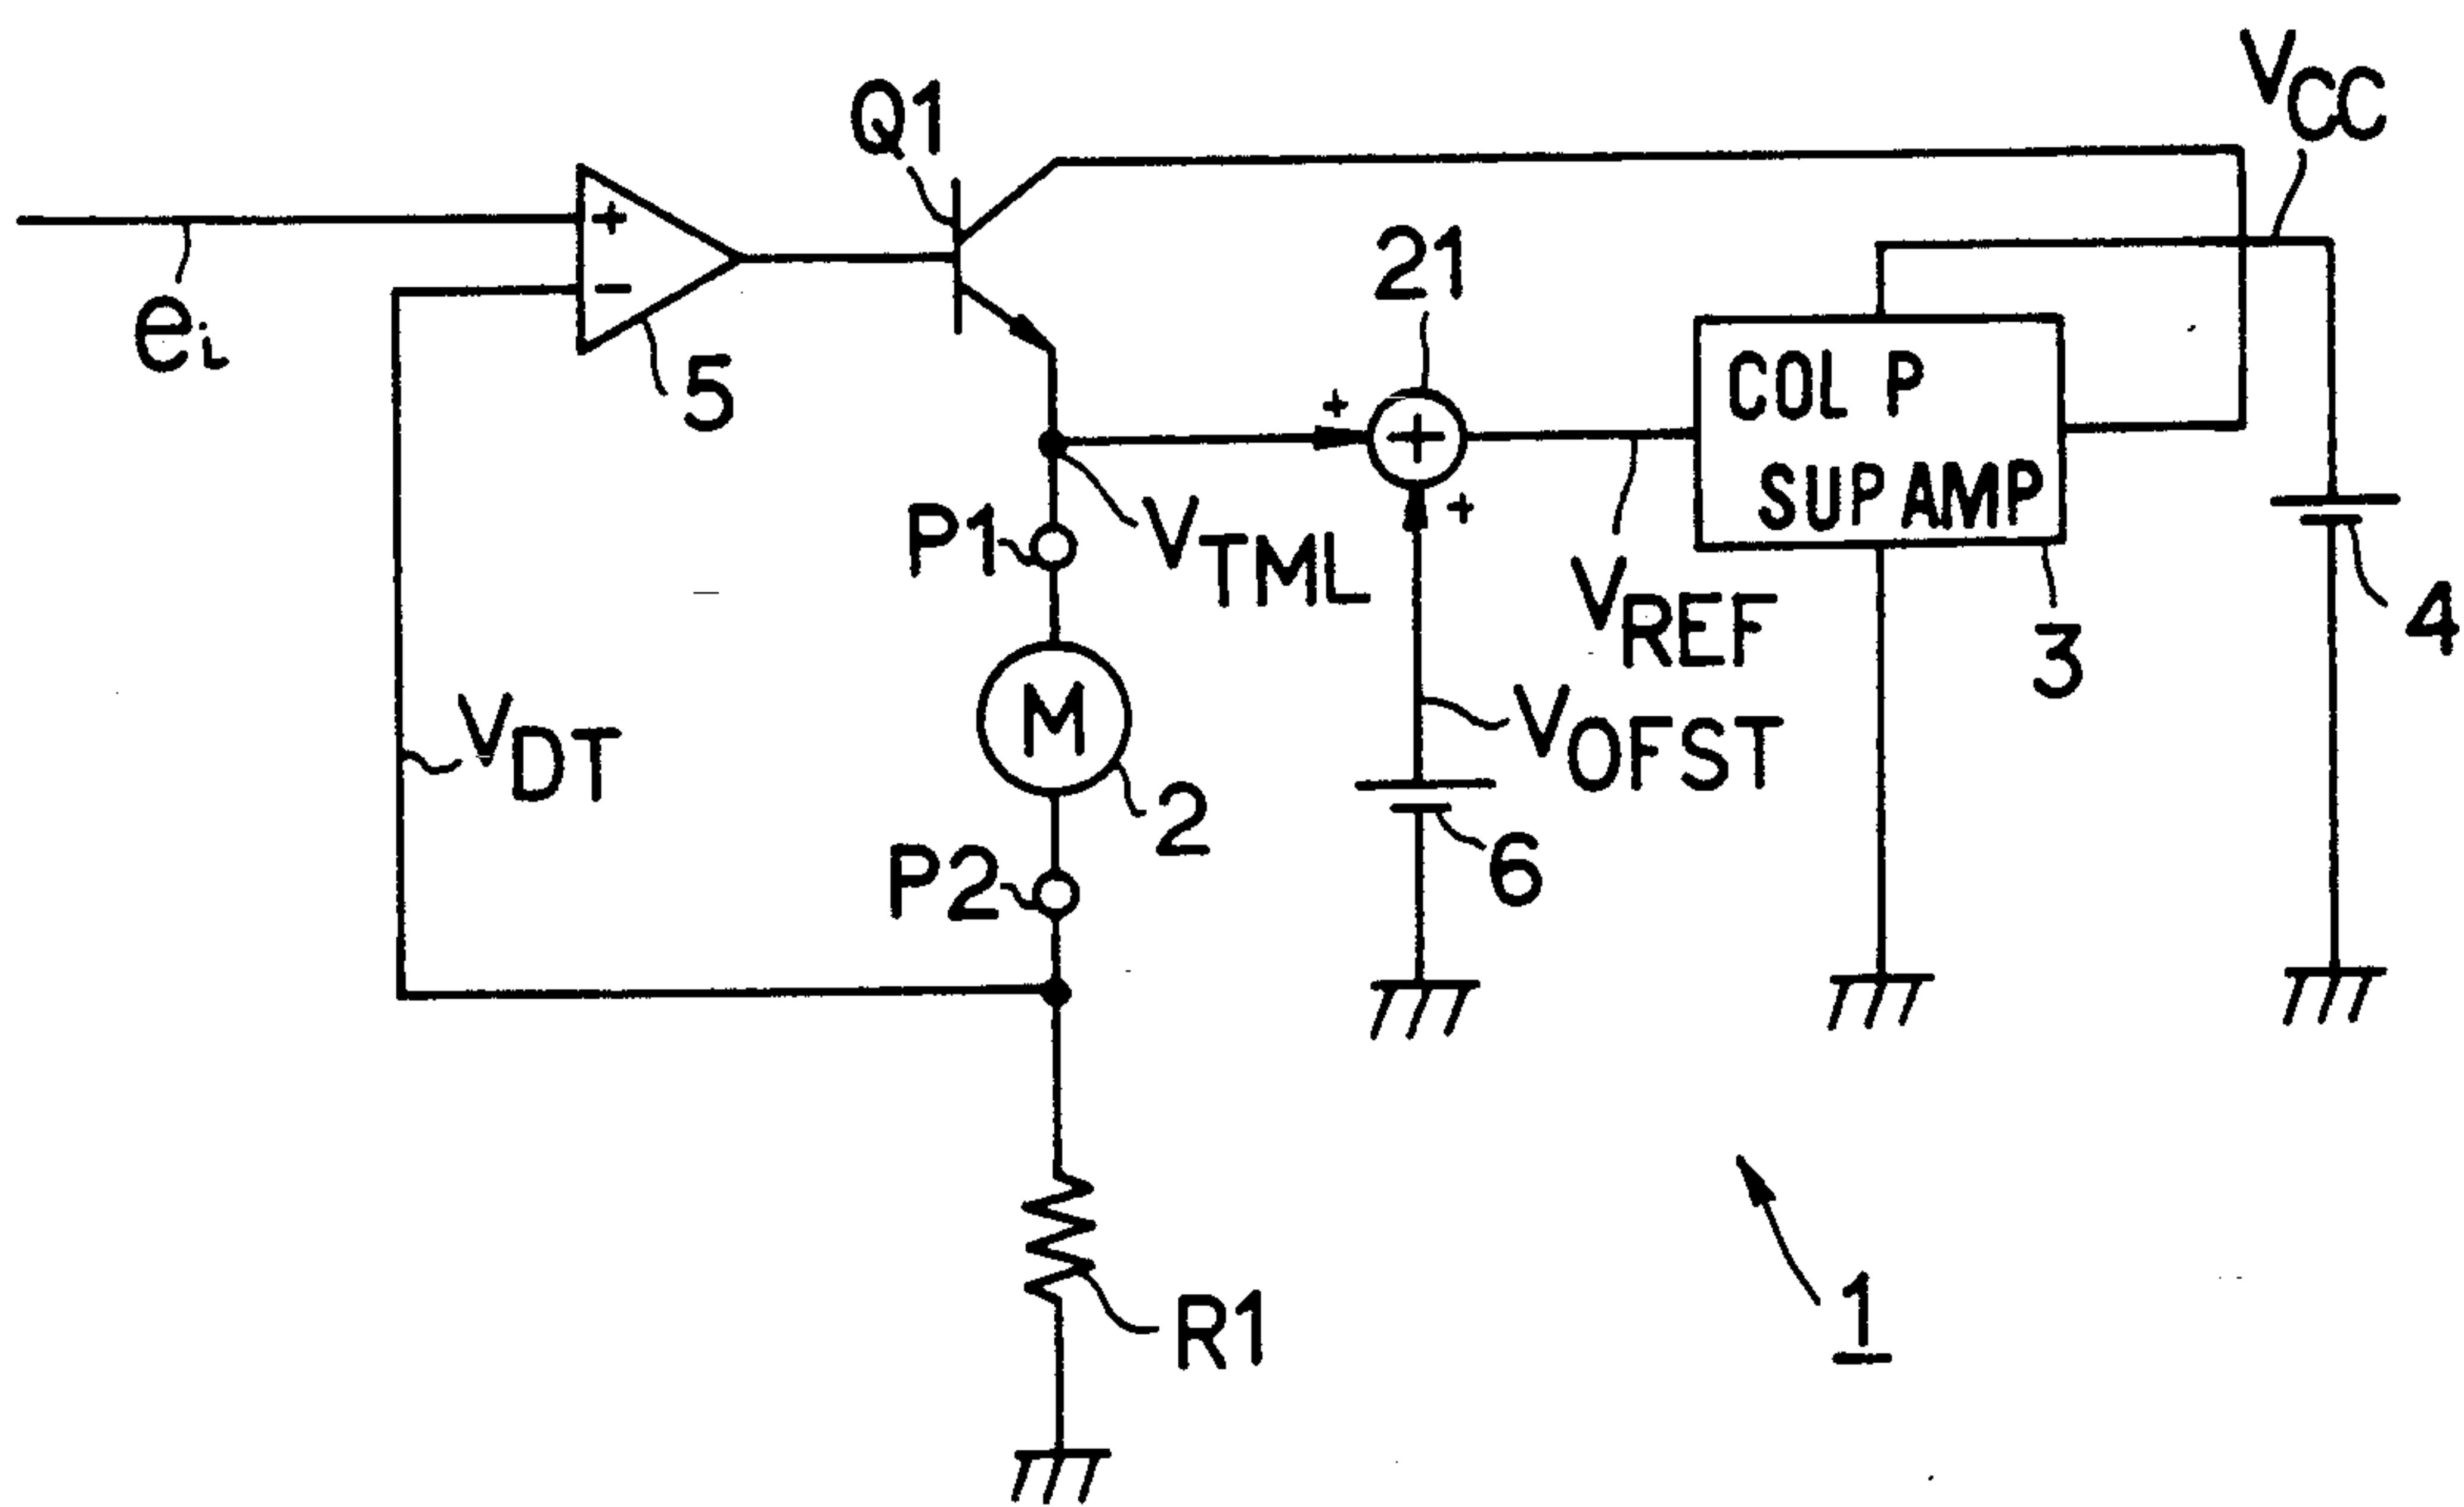 VCC
Q1
+
21
ei
-
5
+
+
COL P
SUP AMP
+
P1
VTML
VREF
4
3
VDT
M
VOFST
2
6
P2
R1
1